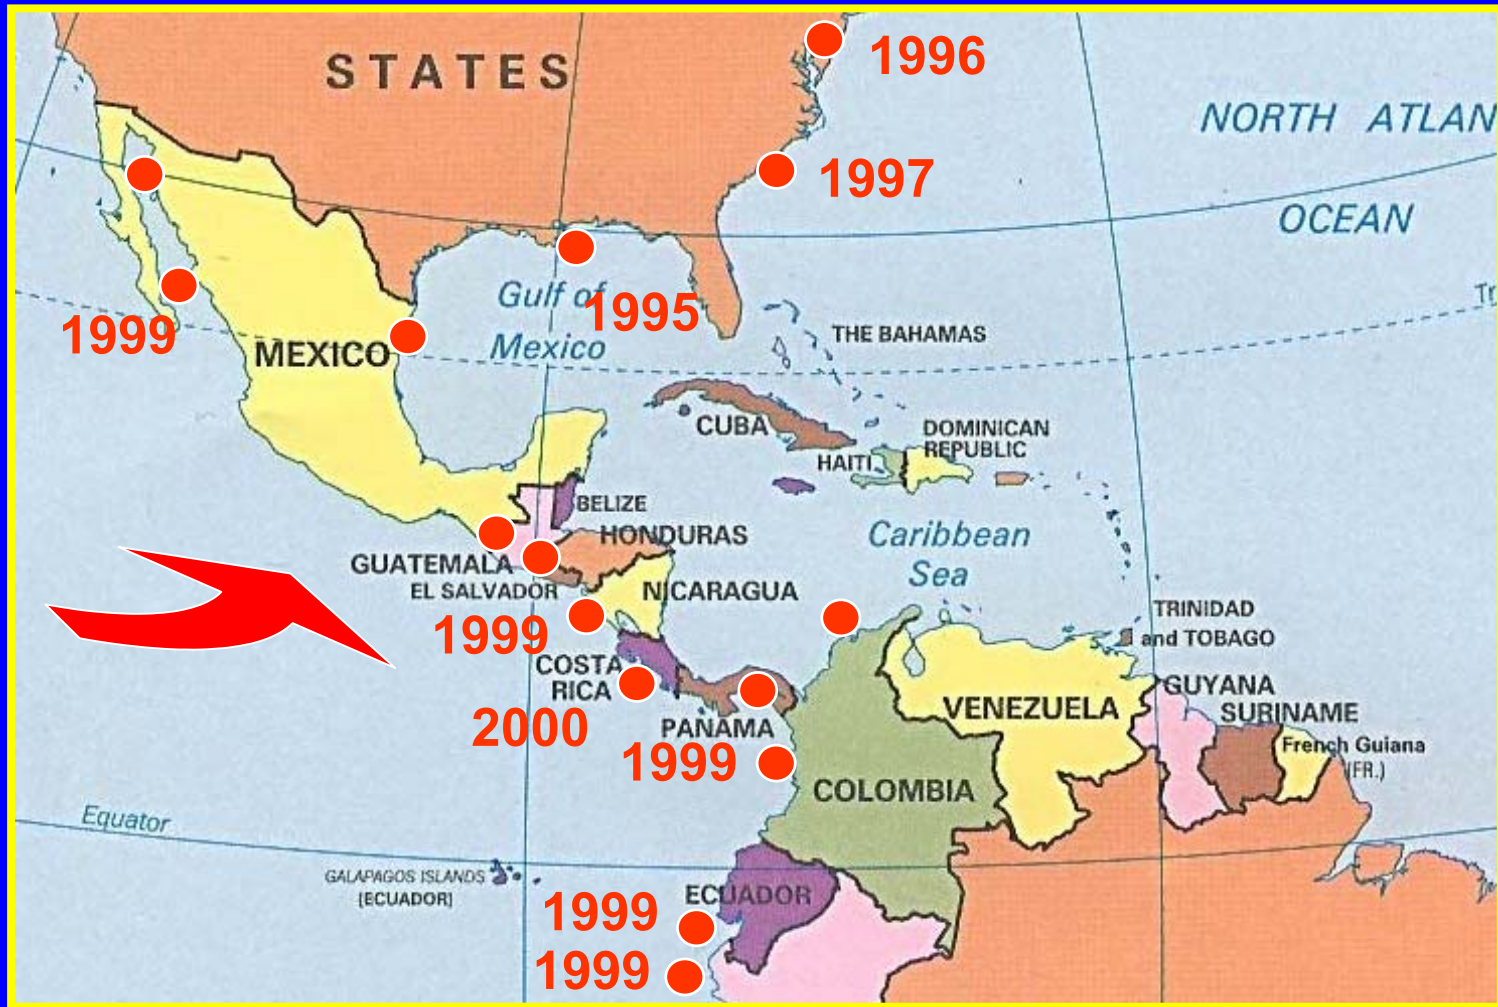 STATES
1996
NORTH ATLAN
1997
OCEAN
Gulf of
Mexico
1995
Tr
1999
MEXICO
THE BAHAMAS
CUBA
DOMINICAN
REPUBLIC
HAITI
BELIZE
HONDURAS
Caribbean
Sea
GUATEMALA
EL SALVADOR
NICARAGUA
1999
TRINIDAD
and TOBAGO
COSTA
RICA
GUYANA
VENEZUELA
SURINAME
2000
PANAMA
French Guiana
(FR.)
1999
COLOMBIA
Equator
GALAPAGOS ISLANDS
(ECUADOR)
ECUADOR
1999
1999